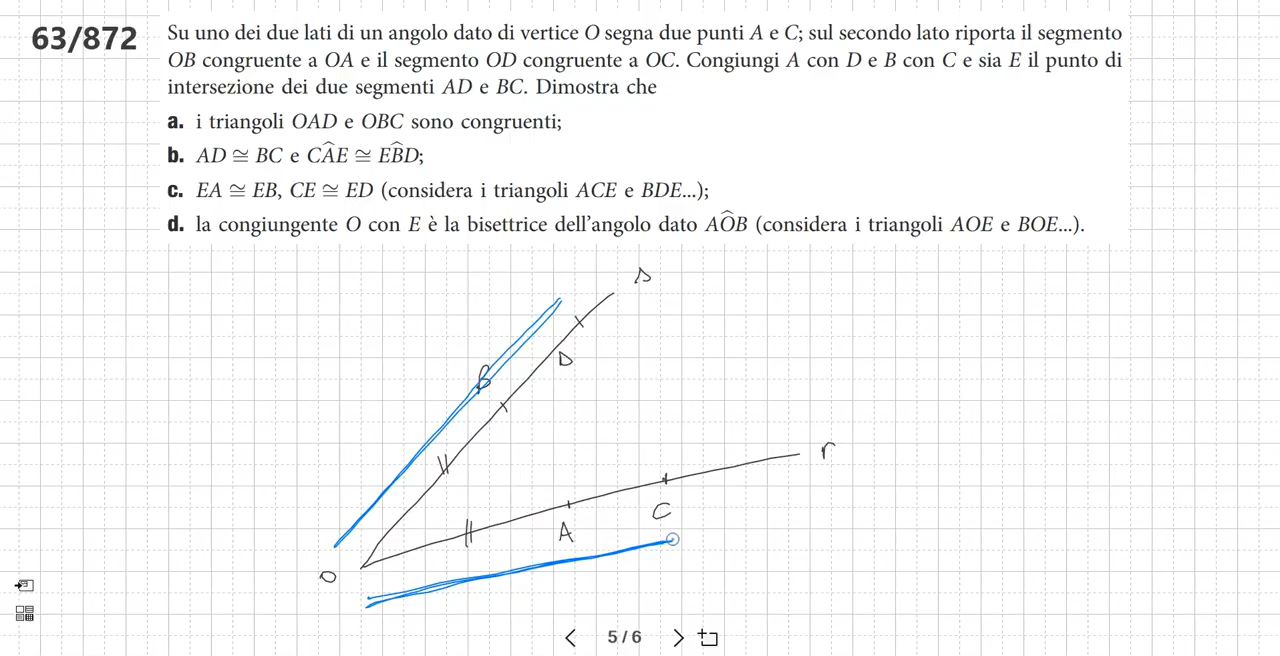 63/872
Su uno dei due lati di un angolo dato di vertice O segna due punti A e C; sul secondo lato riporta il segmento
OB congruente a OA e il segmento OD congruente a OC. Congiungi A con D e B con C e sia E il punto di
intersezione dei due segmenti AD e BC. Dimostra che
a. i triangoli OAD e OBC sono congruenti;
b. AD ≅ BC e CÂE ≅ EB̂D;
c. EA ≅ EB, CE ≅ ED (considera i triangoli ACE e BDE...);
d. la congiungente O con E è la bisettrice dell'angolo dato AÔB (considera i triangoli AOE e BOE...).
s
D
B
r
C
A
O
5/6